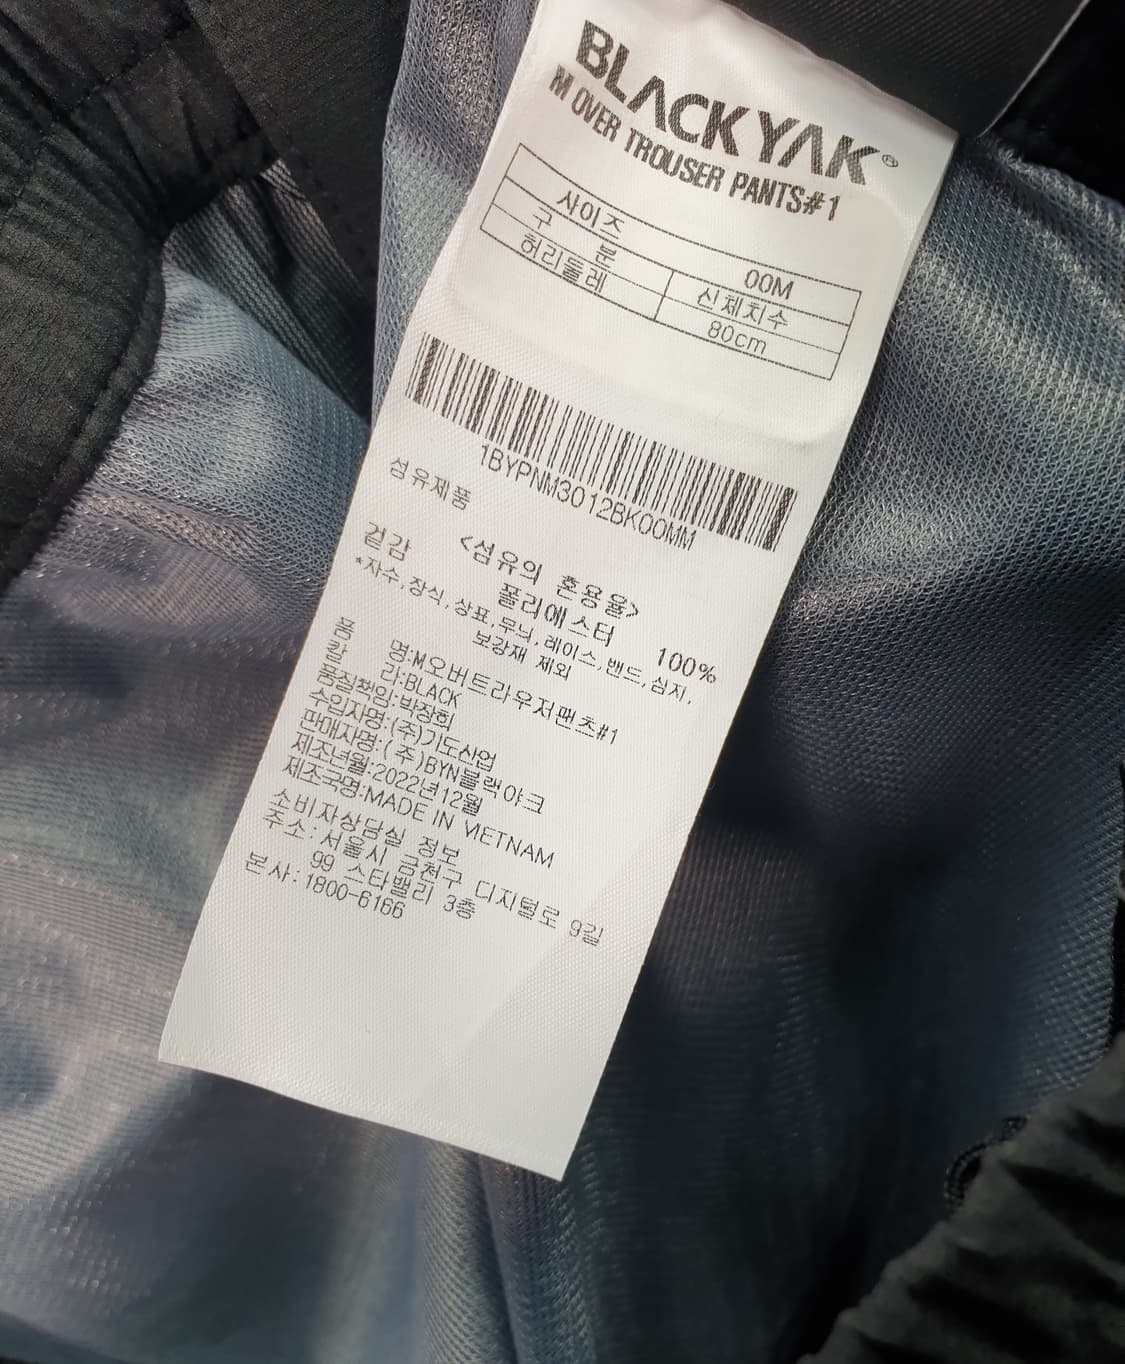 BLACKYAK®
M OVER TROUSER PANTS#1
사이즈 00M
구 분 신체치수
허리둘레 80cm
1BYPNM3012BK00MM
섬유제품
<섬유의 혼용율>
겉감 폴리에스터 100%
*자수,장식,상표,무늬,레이스,밴드,심지,
보강재 제외
품 명:M오버트라우저팬츠#1
칼 라:BLACK
품질책임:박장희
수입자명:(주)기도산업
판매사명:(주)BYN블랙야크
제조년월:2022년12월
제조국명:MADE IN VIETNAM
소비자상담실 정보
주소:서울시 금천구 디지털로 9길
99 스타밸리 3층
본사:1800-6166